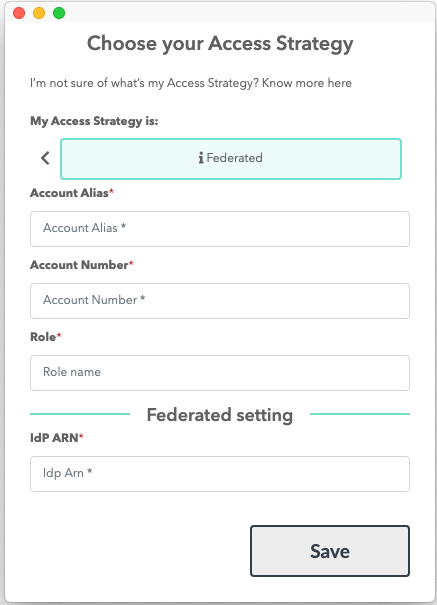 Choose your Access Strategy
I'm not sure of what's my Access Strategy? Know more here
My Access Strategy is:
Federated
Account Alias*
Account Alias *
Account Number*
Account Number *
Role*
Role name
Federated setting
IdP ARN*
Idp Arn *
Save